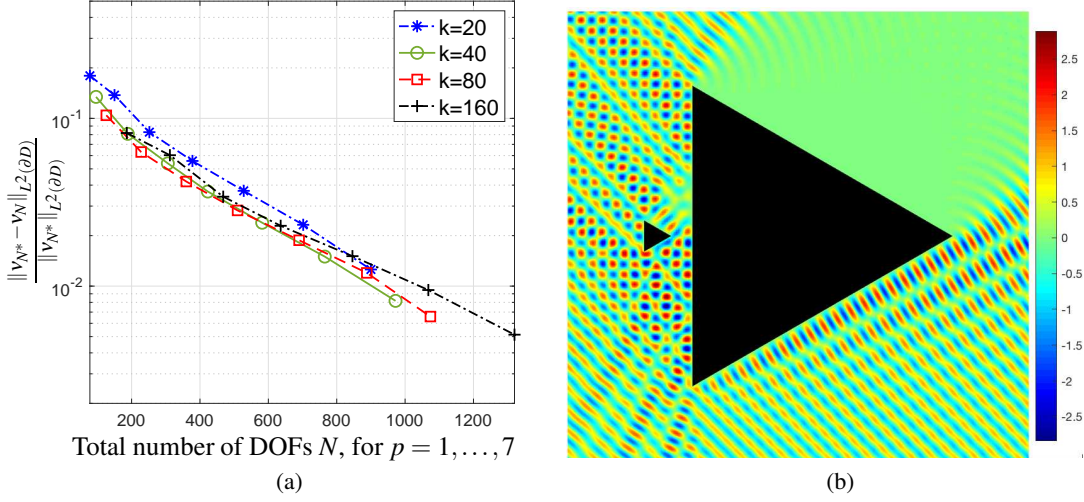 k=20
k=40
k=80
k=160
10^{-1}
10^{-2}
‖v_{N*} − v_N‖_{L²(∂D)}
‖v_{N*}‖_{L²(∂D)}
200 400 600 800 1000 1200
Total number of DOFs N, for p = 1,...,7
(a)
2.5
2
1.5
1
0.5
0
-0.5
-1
-1.5
-2
-2.5
(b)